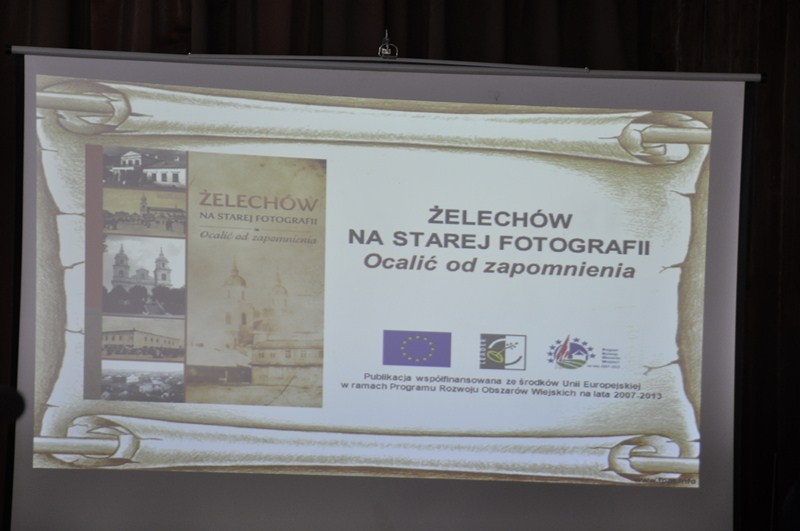 ŻELECHÓW
NA STAREJ FOTOGRAFII
Ocalić od zapomnienia
ŻELECHÓW
NA STAREJ FOTOGRAFII
Ocalić od zapomnienia
Publikacja współfinansowana ze środków Unii Europejskiej
w ramach Programu Rozwoju Obszarów Wiejskich na lata 2007-2013